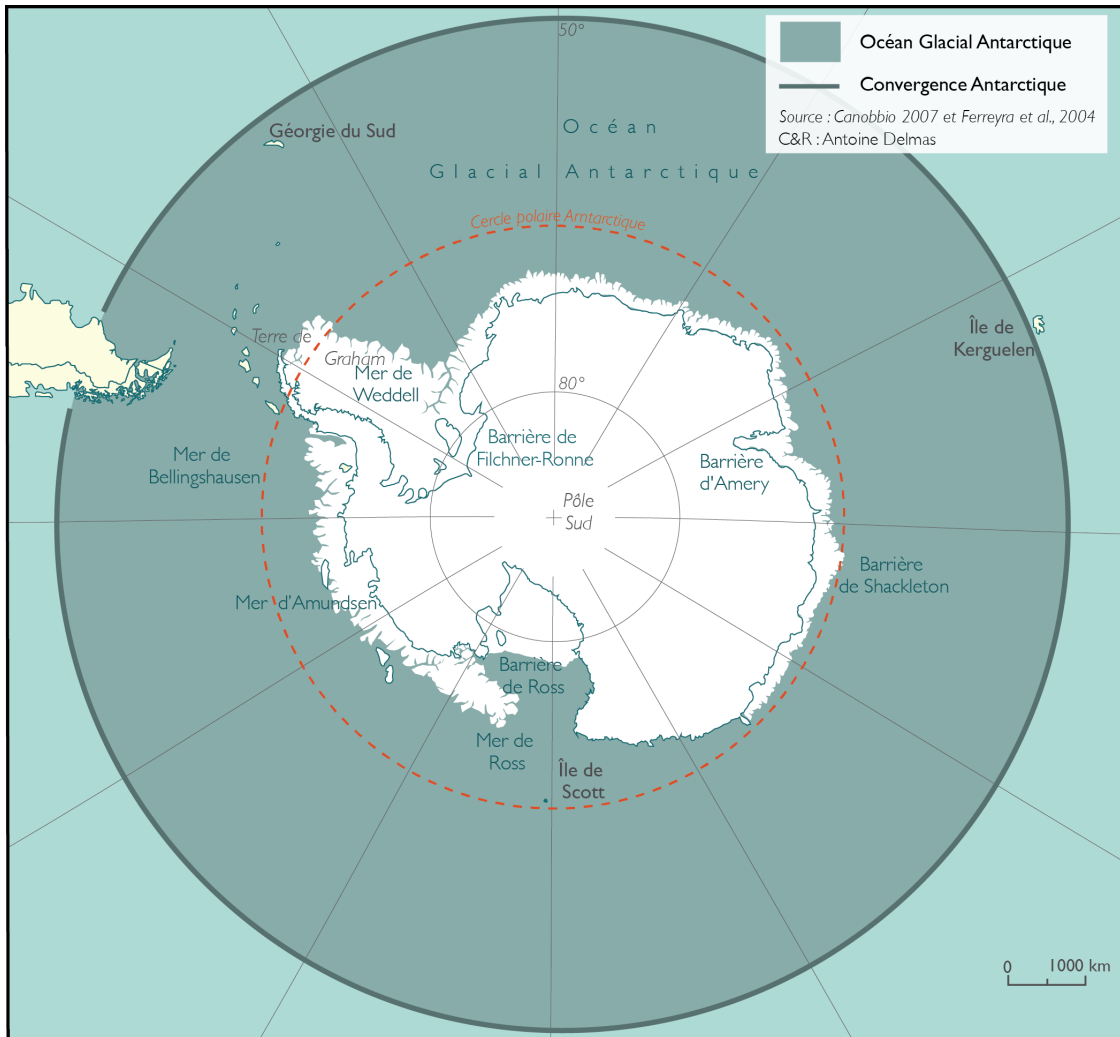 50°
Océan Glacial Antarctique
Convergence Antarctique
Source : Canobbio 2007 et Ferreyra et al., 2004
C&R : Antoine Delmas
Géorgie du Sud
Océan
Glacial Antarctique
Cercle polaire Amtarctique
Île de
Kerguelen
Terre de
Graham
Mer de
Weddell
80°
Barrière de
Filchner-Ronne
Mer de
Bellingshausen
Barrière
d'Amery
Pôle
Sud
Barrière
de Shackleton
Mer d'Amundsen
Barrière
de Ross
Mer de
Ross
Île de
Scott
0 1000 km